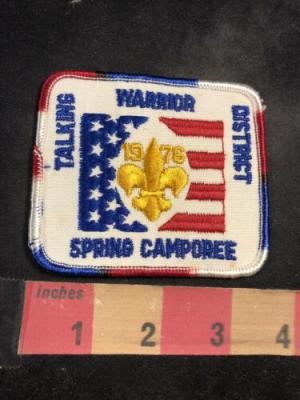 TALKING
WARRIOR
DISTRICT
1976
SPRING CAMPOREE
inches
1 2 3 4